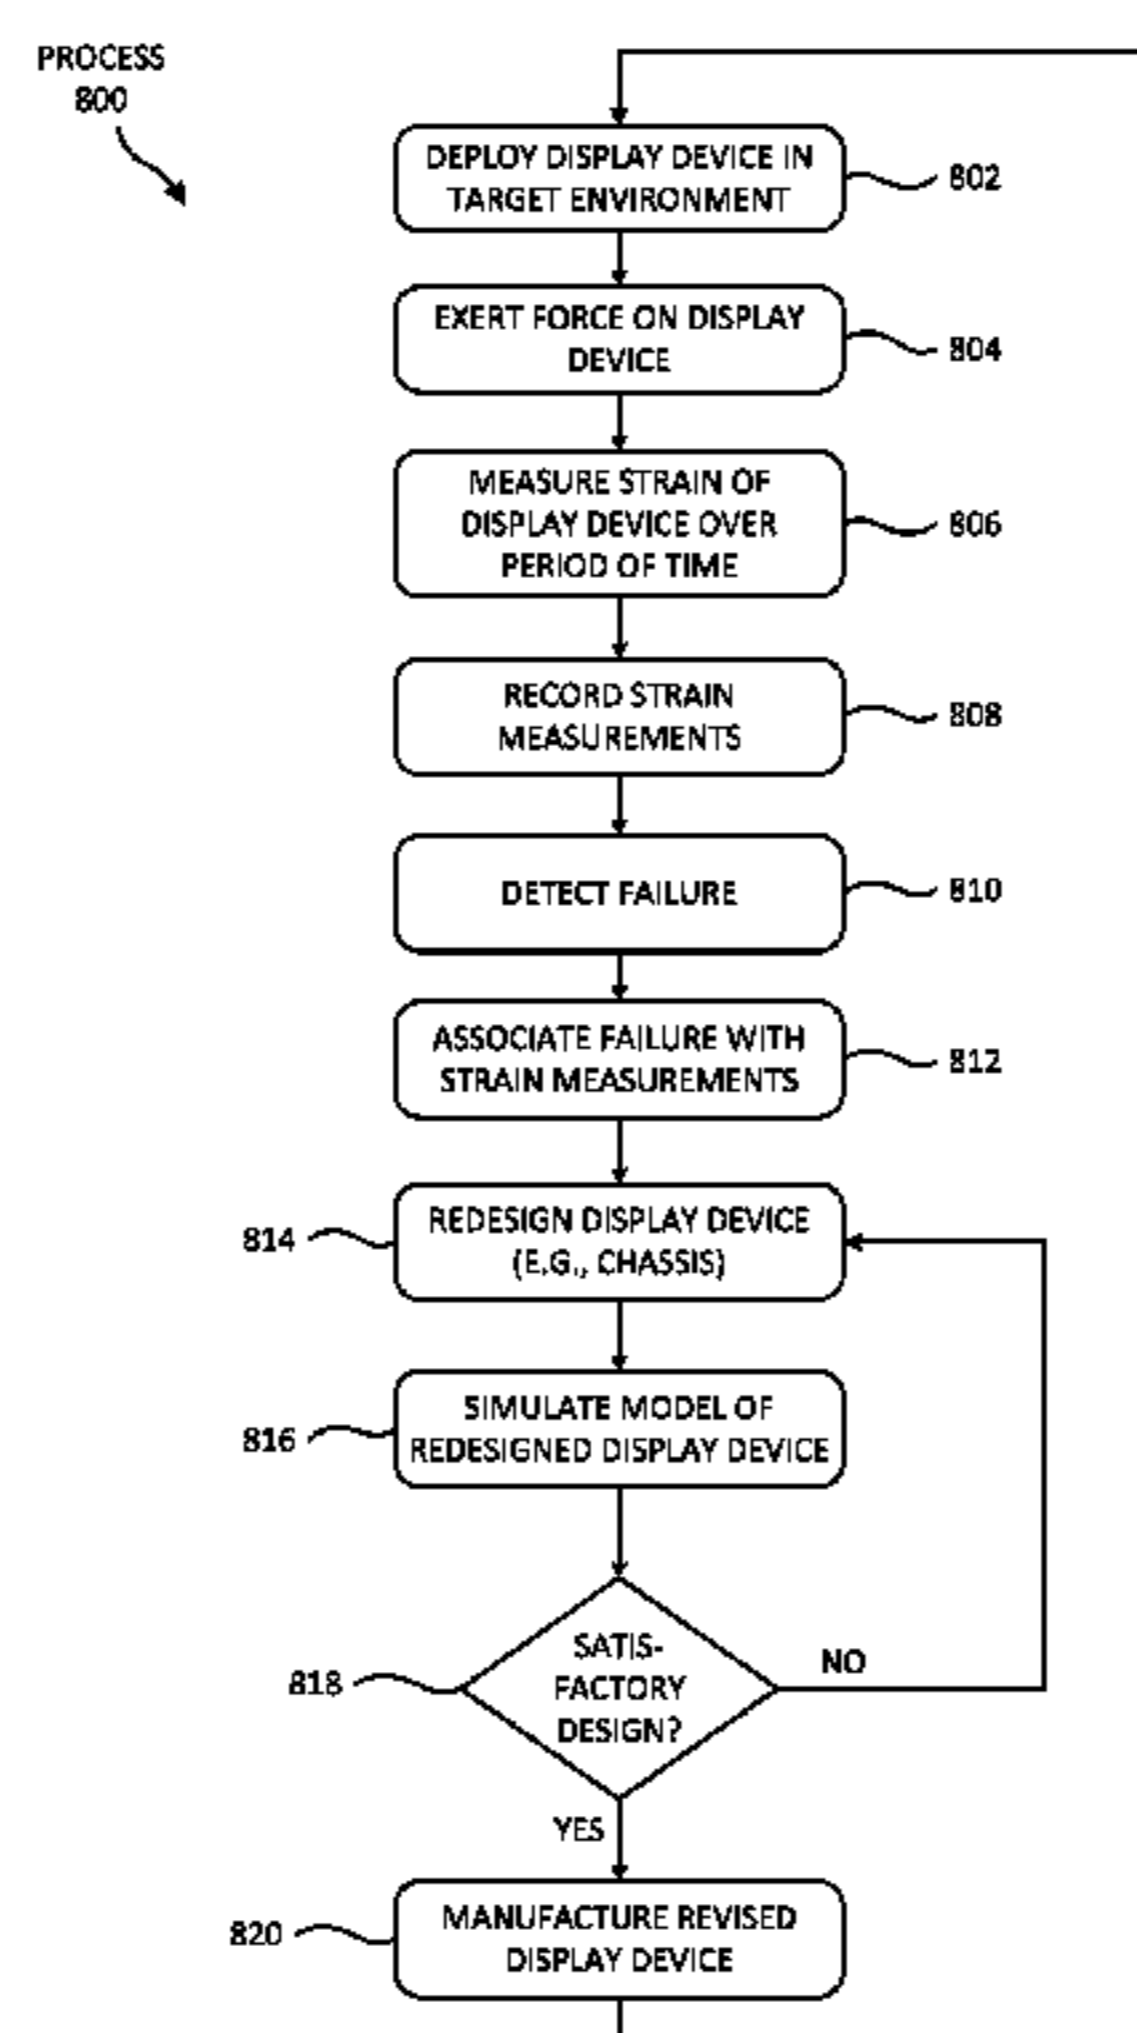 PROCESS
800
DEPLOY DISPLAY DEVICE IN
TARGET ENVIRONMENT
802
EXERT FORCE ON DISPLAY
DEVICE
804
MEASURE STRAIN OF
DISPLAY DEVICE OVER
PERIOD OF TIME
806
RECORD STRAIN
MEASUREMENTS
808
DETECT FAILURE
810
ASSOCIATE FAILURE WITH
STRAIN MEASUREMENTS
812
814
REDESIGN DISPLAY DEVICE
(E.G., CHASSIS)
816
SIMULATE MODEL OF
REDESIGNED DISPLAY DEVICE
818
SATIS-
FACTORY
DESIGN?
NO
YES
820
MANUFACTURE REVISED
DISPLAY DEVICE